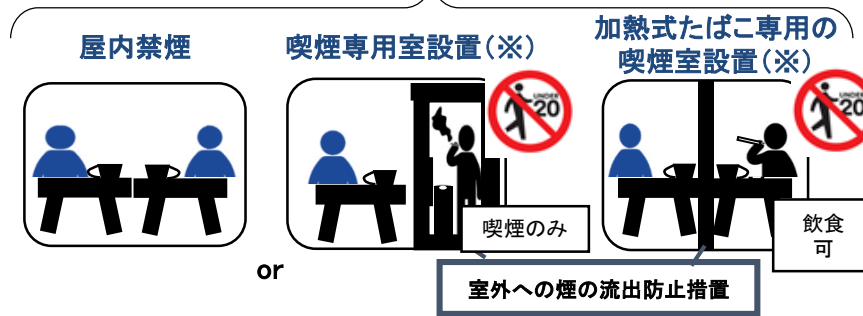 屋内禁煙
喫煙専用室設置(※)
加熱式たばこ専用の
喫煙室設置(※)
UNDER
20
UNDER
20
喫煙のみ
飲食
可
or
室外への煙の流出防止措置